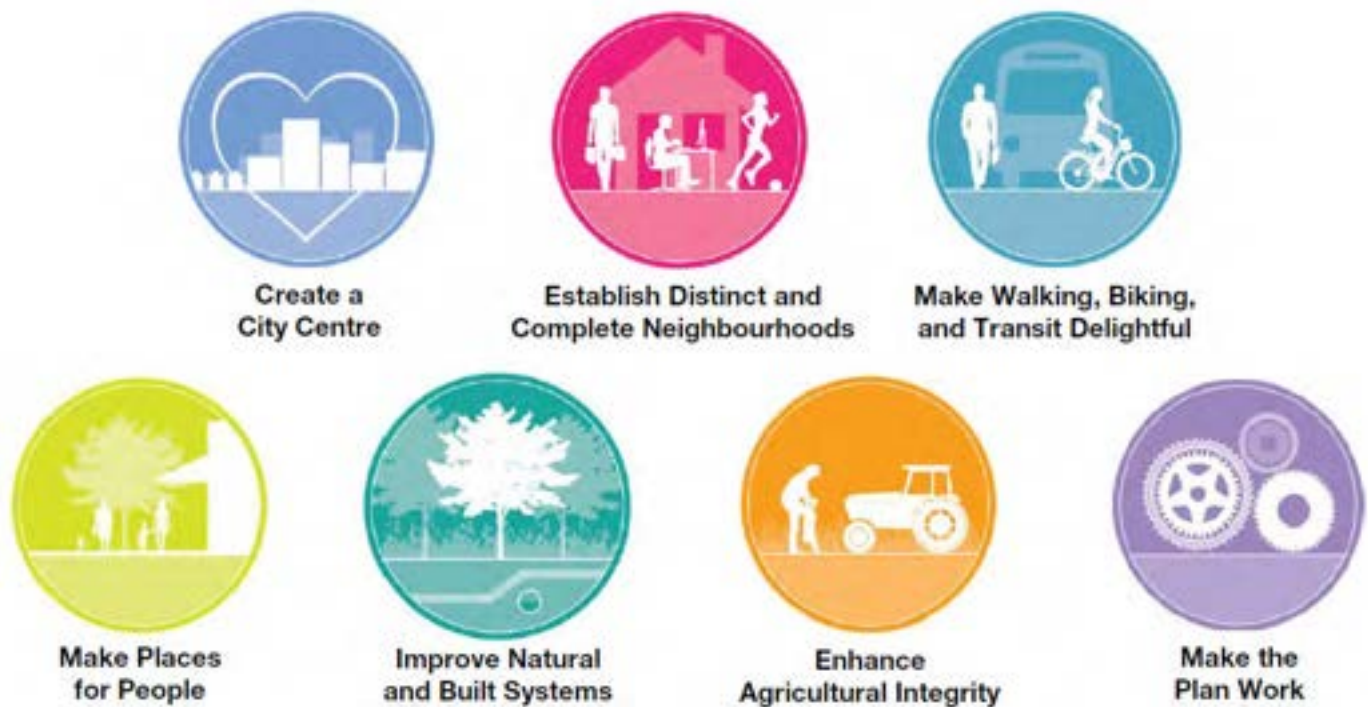 Create a
City Centre
Establish Distinct and
Complete Neighbourhoods
Make Walking, Biking,
and Transit Delightful
Make Places
for People
Improve Natural
and Built Systems
Enhance
Agricultural Integrity
Make the
Plan Work